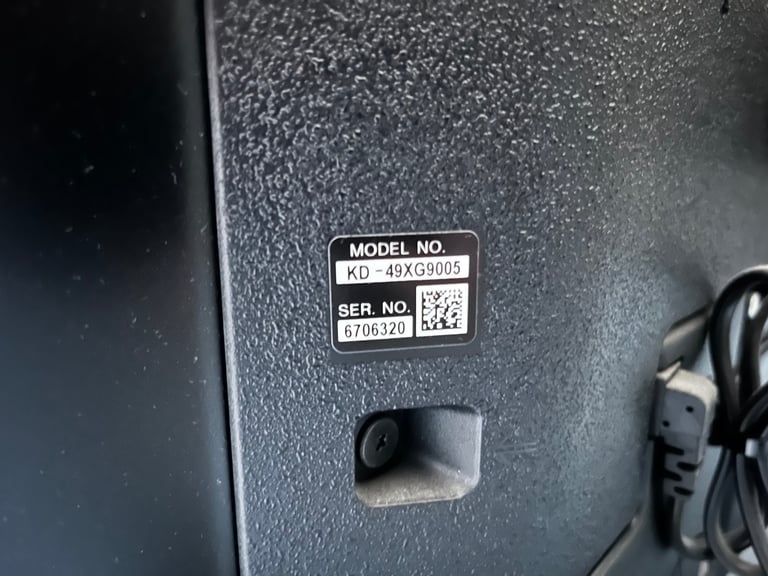 MODEL NO.
KD-49XG9005
SER. NO.
6706320